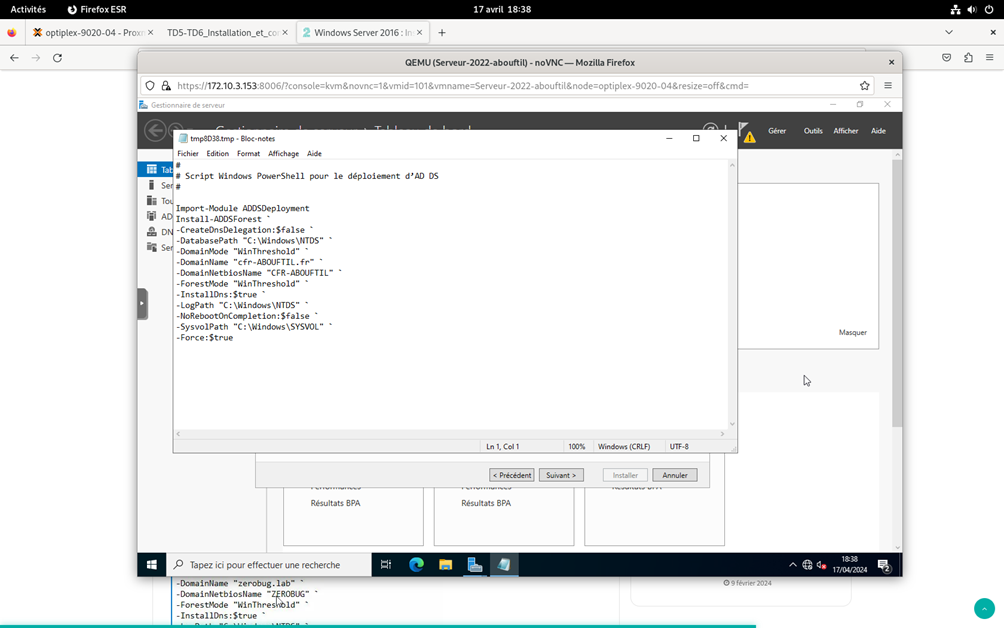 Activités
Firefox ESR
17 avril 18:38
optiplex-9020-04 - Proxm
TD5-TD6_Installation_et_co
Windows Server 2016 : In
QEMU (Serveur-2022-abouftil) - noVNC — Mozilla Firefox
https://172.10.3.153:8006/?console=kvm&novnc=1&vmid=101&vmname=Serveur-2022-abouftil&node=optiplex-9020-04&resize=off&cmd=
Gestionnaire de serveur
Gérer
Outils
Afficher
Aide
tmp8D38.tmp - Bloc-notes
Fichier
Edition
Format
Affichage
Aide
#
# Script Windows PowerShell pour le déploiement d’AD DS
#
Import-Module ADDSDeployment
Install-ADDSForest `
-CreateDnsDelegation:$false `
-DatabasePath "C:\Windows\NTDS" `
-DomainMode "WinThreshold" `
-DomainName "cfr-ABOUFTIL.fr" `
-DomainNetbiosName "CFR-ABOUFTIL" `
-ForestMode "WinThreshold" `
-InstallDns:$true `
-LogPath "C:\Windows\NTDS" `
-NoRebootOnCompletion:$false `
-SysvolPath "C:\Windows\SYSVOL" `
-Force:$true
Tab
Ser
Tou
AD
DN
Ser
Masquer
Ln 1, Col 1
100%
Windows (CRLF)
UTF-8
< Précédent
Suivant >
Installer
Annuler
Résultats BPA
Résultats BPA
Tapez ici pour effectuer une recherche
18:38
17/04/2024
2
-DomainName "zerobug.lab" `
-DomainNetbiosName "ZEROBUG" `
-ForestMode "WinThreshold" `
-InstallDns:$true `
9 février 2024